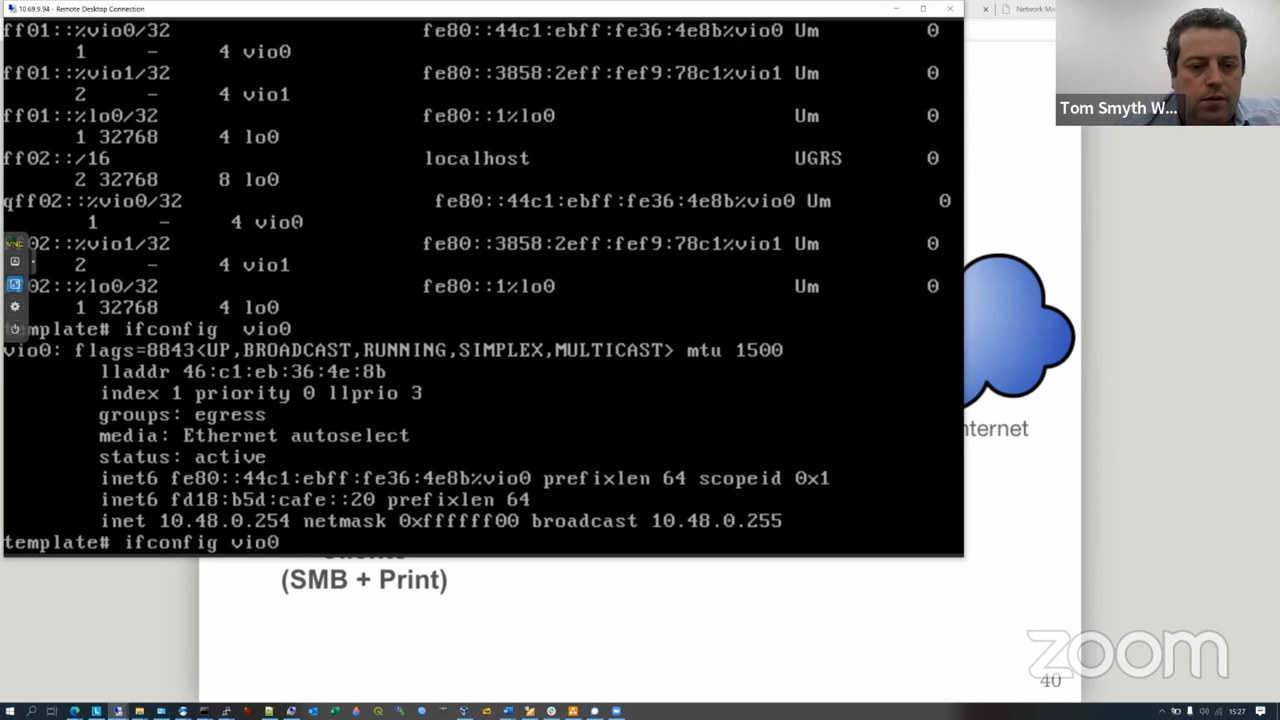 10.69.9.94 - Remote Desktop Connection
Network Mo
ff01::%vio0/32 fe80::44c1:ebff:fe36:4e8b%vio0 Um 0
1 - 4 vio0
ff01::%vio1/32 fe80::3858:2eff:fef9:78c1%vio1 Um 0
2 - 4 vio1
ff01::%lo0/32 fe80::1%lo0 Um 0
1 32768 4 lo0
ff02::/16 localhost UGRS 0
2 32768 8 lo0
qff02::%vio0/32 fe80::44c1:ebff:fe36:4e8b%vio0 Um 0
1 - 4 vio0
02::%vio1/32 fe80::3858:2eff:fef9:78c1%vio1 Um 0
2 - 4 vio1
02::%lo0/32 fe80::1%lo0 Um 0
1 32768 4 lo0
template# ifconfig vio0
vio0: flags=8843<UP,BROADCAST,RUNNING,SIMPLEX,MULTICAST> mtu 1500
lladdr 46:c1:eb:36:4e:8b
index 1 priority 0 llprio 3
groups: egress
media: Ethernet autoselect
status: active
inet6 fe80::44c1:ebff:fe36:4e8b%vio0 prefixlen 64 scopeid 0x1
inet6 fd18:b5d:cafe::20 prefixlen 64
inet 10.48.0.254 netmask 0xffffff00 broadcast 10.48.0.255
template# ifconfig vio0
Tom Smyth W...
nternet
Clients
(SMB + Print)
zoom
40
15:27